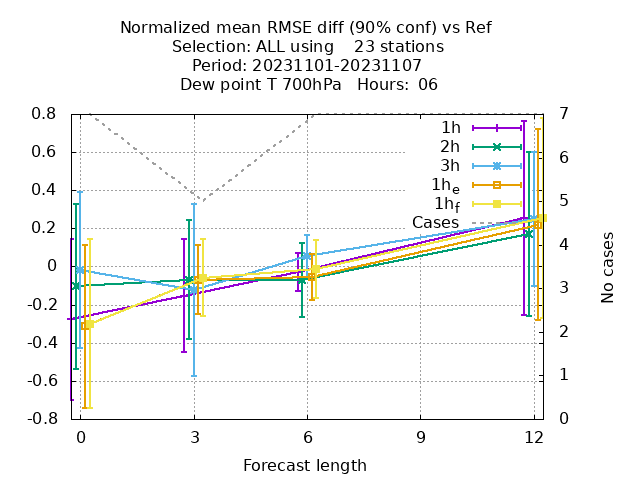 Normalized mean RMSE diff (90% conf) vs Ref
Selection: ALL using    23 stations
Period: 20231101-20231107
Dew point T 700hPa   Hours:  06
0.8
0.6
0.4
0.2
0
-0.2
-0.4
-0.6
-0.8
7
6
5
4
3
2
1
0
1h
2h
3h
1he
1hf
Cases
No cases
0 3 6 9 12
Forecast length